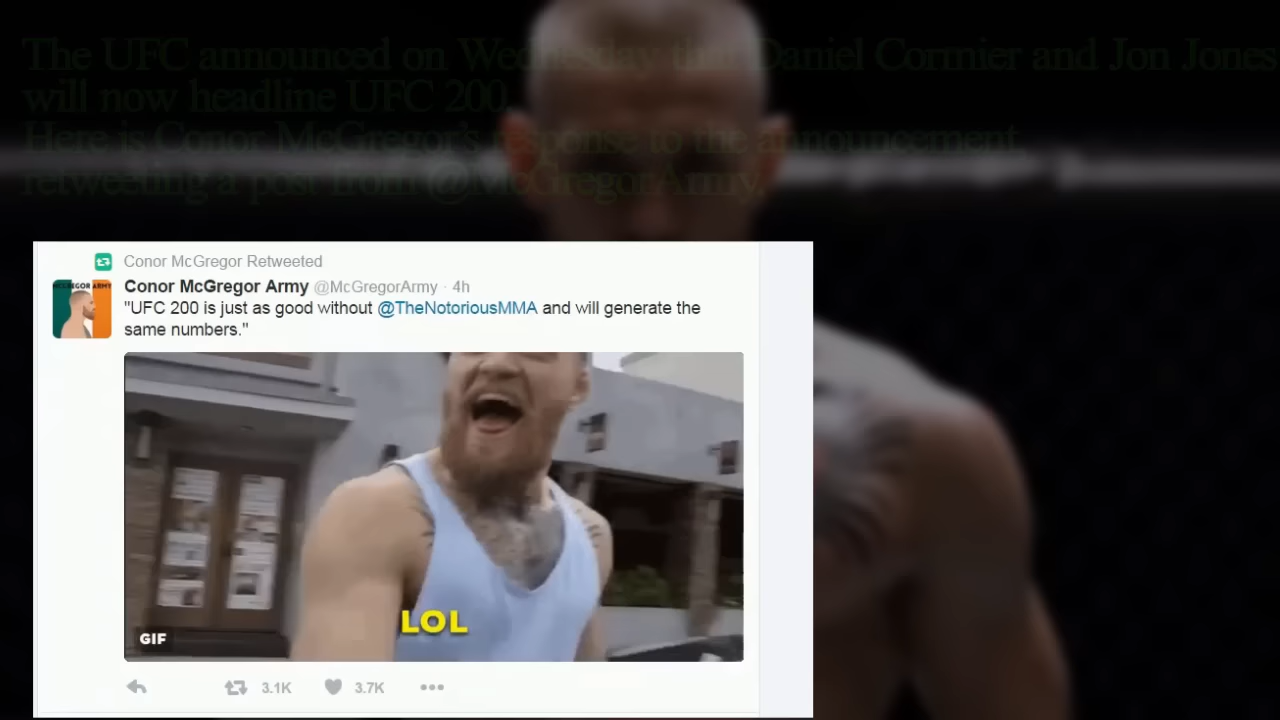 The UFC announced on Wednesday that Daniel Cormier and Jon Jones
will now headline UFC 200.
Here is Conor McGregor's response to the announcement,
retweeting a post from @McGregorArmy.
Conor McGregor Retweeted
Conor McGregor Army @McGregorArmy · 4h
"UFC 200 is just as good without @TheNotoriousMMA and will generate the
same numbers."
MCGREGOR ARMY
LOL
GIF
3.1K 3.7K